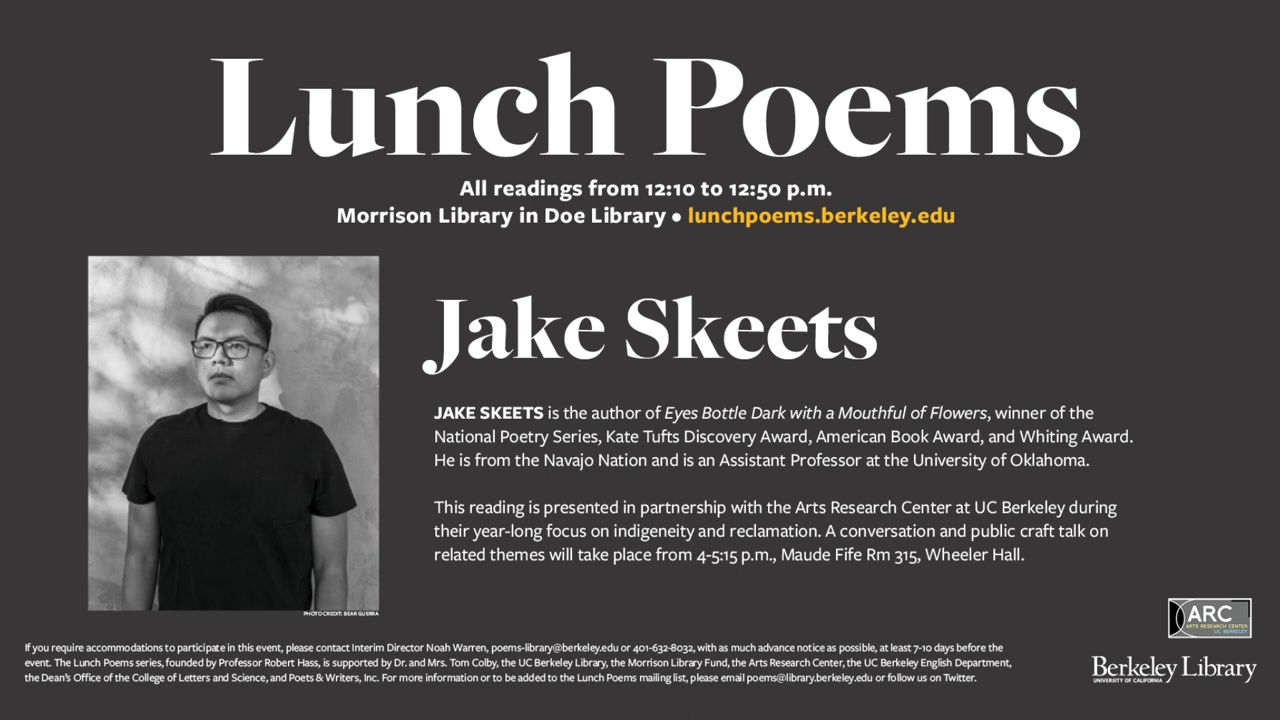 Lunch Poems
All readings from 12:10 to 12:50 p.m.
Morrison Library in Doe Library • lunchpoems.berkeley.edu
Jake Skeets
JAKE SKEETS is the author of Eyes Bottle Dark with a Mouthful of Flowers, winner of the
National Poetry Series, Kate Tufts Discovery Award, American Book Award, and Whiting Award.
He is from the Navajo Nation and is an Assistant Professor at the University of Oklahoma.
This reading is presented in partnership with the Arts Research Center at UC Berkeley during
their year-long focus on indigeneity and reclamation. A conversation and public craft talk on
related themes will take place from 4-5:15 p.m., Maude Fife Rm 315, Wheeler Hall.
PHOTO CREDIT: BEAR GUERRA
If you require accommodations to participate in this event, please contact Interim Director Noah Warren, poems-library@berkeley.edu or 401-632-8032, with as much advance notice as possible, at least 7-10 days before the
event. The Lunch Poems series, founded by Professor Robert Hass, is supported by Dr. and Mrs. Tom Colby, the UC Berkeley Library, the Morrison Library Fund, the Arts Research Center, the UC Berkeley English Department,
the Dean's Office of the College of Letters and Science, and Poets & Writers, Inc. For more information or to be added to the Lunch Poems mailing list, please email poems@library.berkeley.edu or follow us on Twitter.
ARC
ARTS RESEARCH CENTER
UC BERKELEY
Berkeley Library
UNIVERSITY OF CALIFORNIA